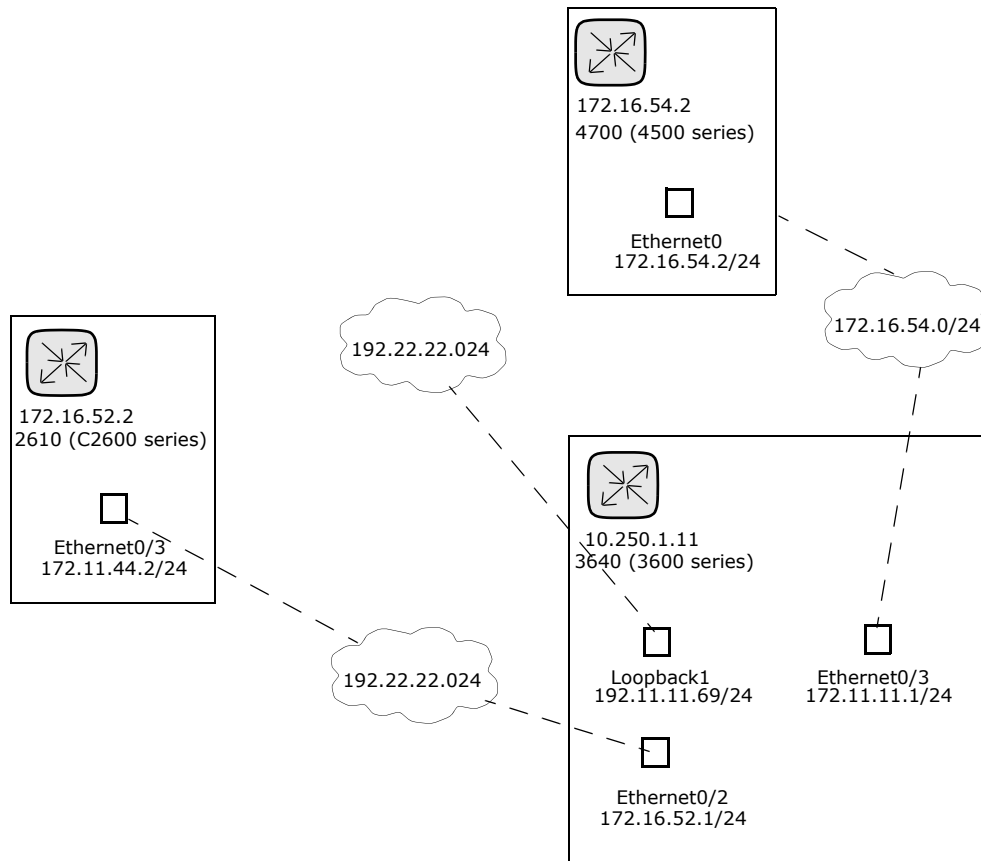 172.16.54.2
4700 (4500 series)
Ethernet0
172.16.54.2/24
172.16.54.0/24
192.22.22.024
172.16.52.2
2610 (C2600 series)
Ethernet0/3
172.11.44.2/24
192.22.22.024
10.250.1.11
3640 (3600 series)
Loopback1
192.11.11.69/24
Ethernet0/3
172.11.11.1/24
Ethernet0/2
172.16.52.1/24